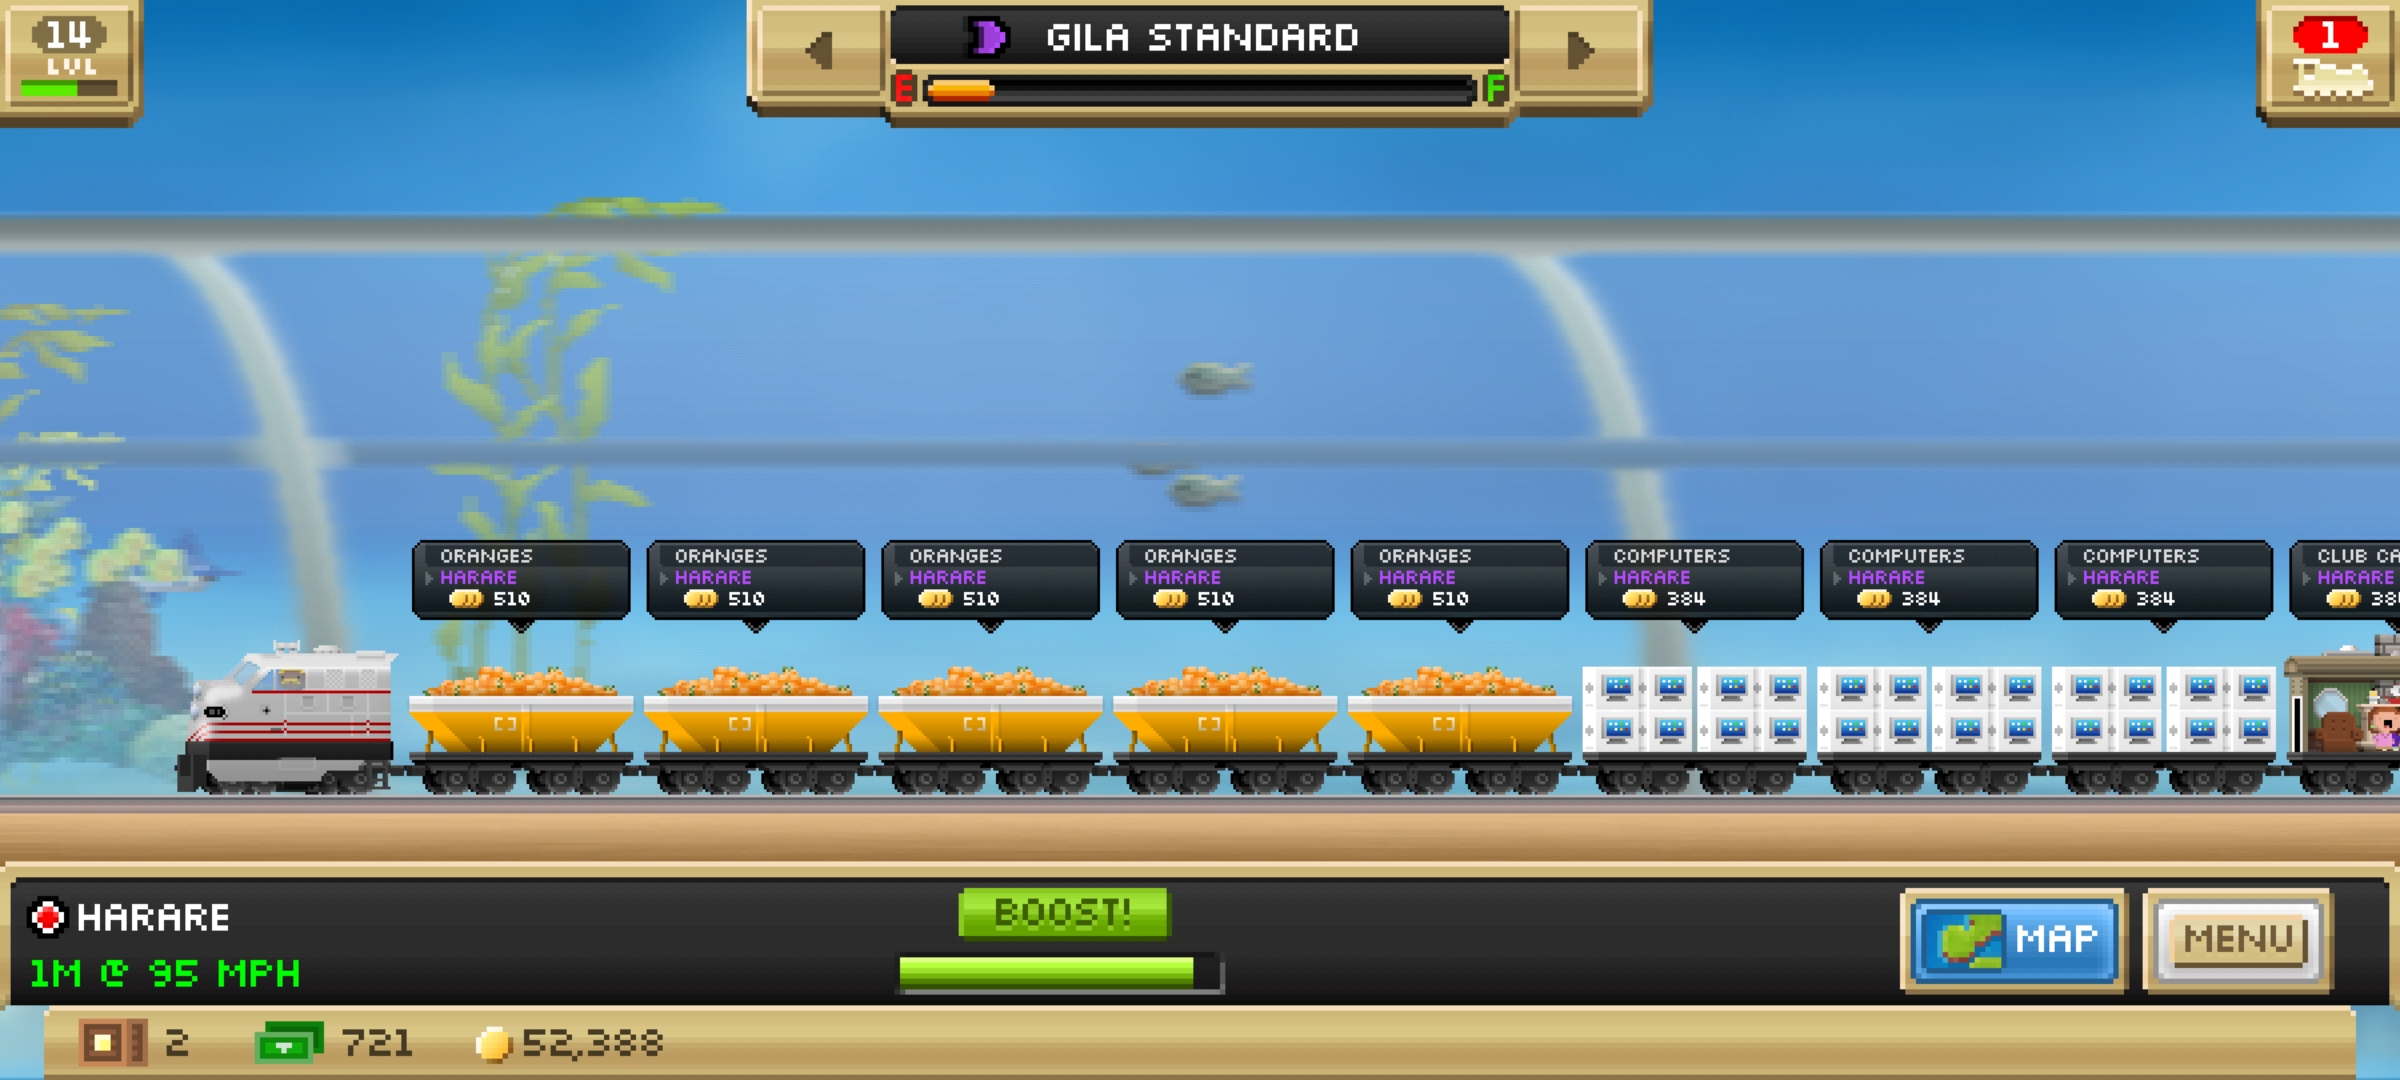 14
LVL
GILA STANDARD
E
F
1
ORANGES
HARARE
510
ORANGES
HARARE
510
ORANGES
HARARE
510
ORANGES
HARARE
510
ORANGES
HARARE
510
COMPUTERS
HARARE
384
COMPUTERS
HARARE
384
COMPUTERS
HARARE
384
CLUB CA
HARARE
HARARE
1M @ 95 MPH
BOOST!
MAP
MENU
2
721
52,388